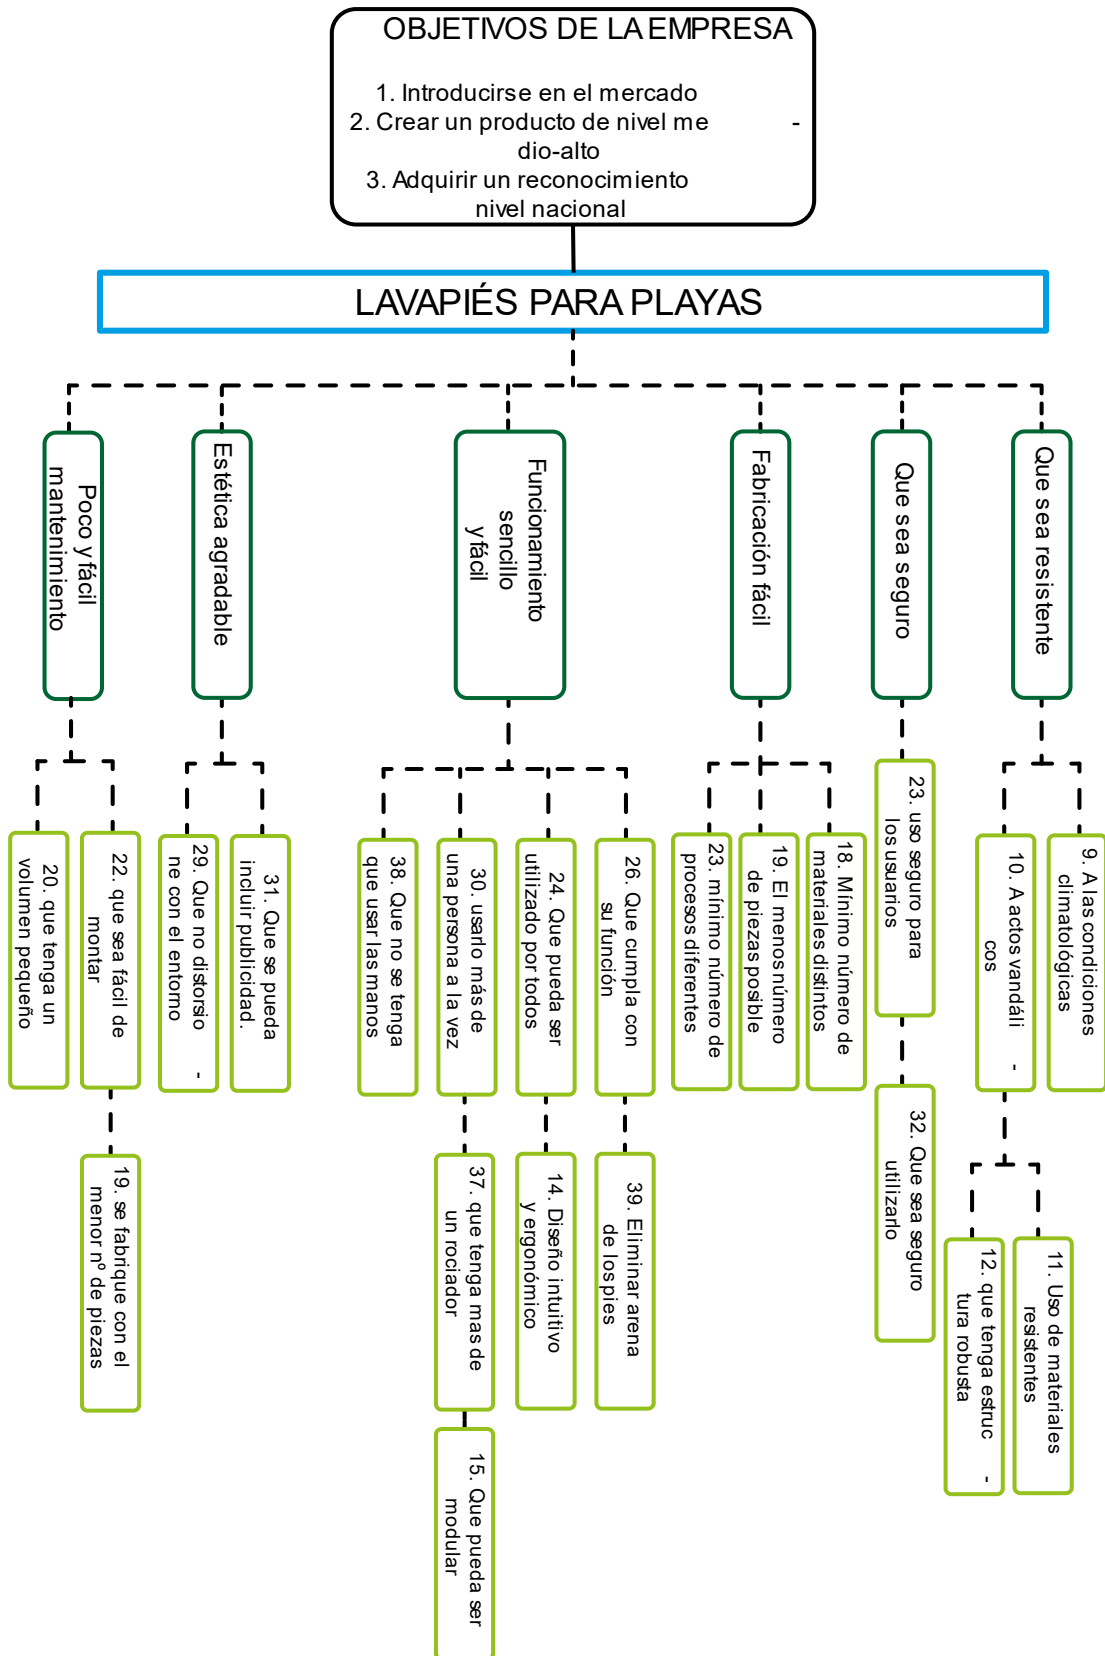 OBJETIVOS DE LA EMPRESA
1. Introducirse en el mercado
2. Crear un producto de nivel me -
dio-alto
3. Adquirir un reconocimiento
nivel nacional
LAVAPIÉS PARA PLAYAS
Poco y fácil
mantenimiento
Estética agradable
Funcionamiento
sencillo
y fácil
Fabricación fácil
Que sea seguro
Que sea resistente
20. que tenga un
volumen pequeño
22. que sea fácil de
montar
29. Que no distorsio -
ne con el entorno
31. Que se pueda
incluir publicidad.
38. Que no se tenga
que usar las manos
30. usarlo más de
una persona a la vez
24. Que pueda ser
utilizado por todos
26. Que cumpla con
su función
23. mínimo número de
procesos diferentes
19. El menos número
de piezas posible
18. Mínimo número de
materiales distintos
23. uso seguro para
los usuarios
10. A actos vandáli -
cos
9. A las condiciones
climatológicas
19. se fabrique con el
menor nº de piezas
37. que tenga mas de
un rociador
14. Diseño intuitivo
y ergonómico
39. Eliminar arena
de los pies
32. Que sea seguro
utilizarlo
12. que tenga estruc -
tura robusta
11. Uso de materiales
resistentes
15. Que pueda ser
modular